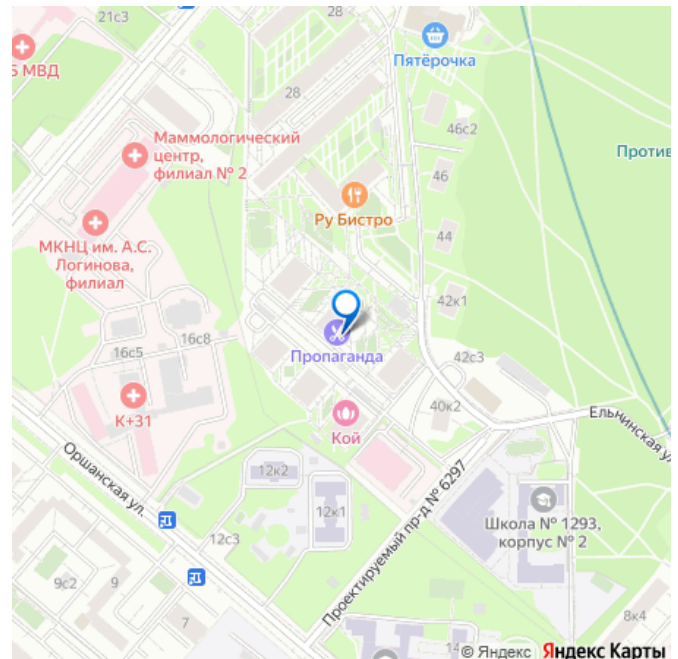 21с3
28
Пятёрочка
Б МВД
28
46с2
Маммологический
центр,
филиал № 2
Против
46
Ру Бистро
44
МКНЦ им. А.С.
Логинова,
филиал
42к1
16с8
16с5
Пропаганда
42с3
К+31
40к2
Ельнинская ул.
Кой
Оршанская ул.
12к2
Школа № 1293,
корпус № 2
12к1
Проектируемый пр-д № 6297
12с3
9с2
9
7
8к4
14
© Яндекс Яндекс Карты